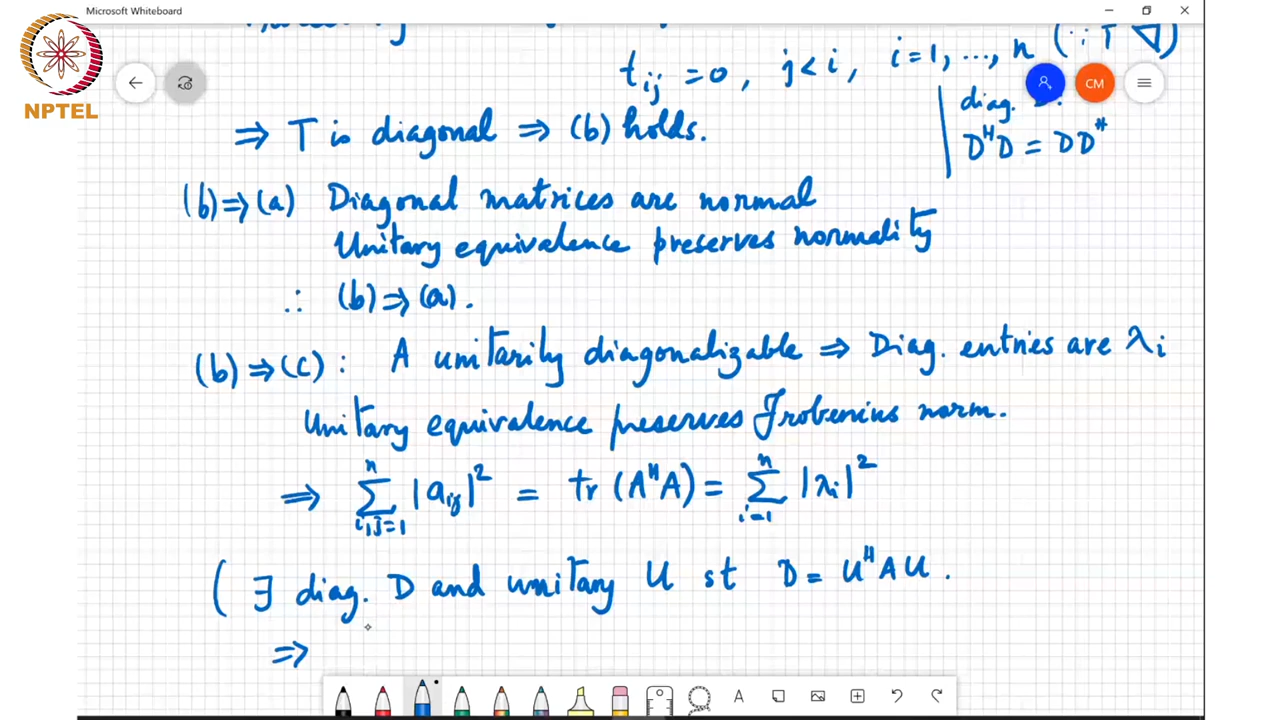 Microsoft Whiteboard
NPTEL
t_ij = 0, j < i, i = 1, ..., n (∵ T ∇)
CM
diag.
⇒ T is diagonal ⇒ (b) holds.
D^H D = D D^H
(b) ⇒ (a) Diagonal matrices are normal
Unitary equivalence preserves normality
∴ (b) ⇒ (a).
(b) ⇒ (c) : A unitarily diagonalizable ⇒ Diag. entries are λ_i
Unitary equivalence preserves Frobenius norm.
⇒ ∑_{i,j=1}^{n} |a_ij|^2 = tr (A^H A) = ∑_{i=1}^{n} |λ_i|^2
( ∃ diag. D and unitary U st D = U^H A U .
⇒
A